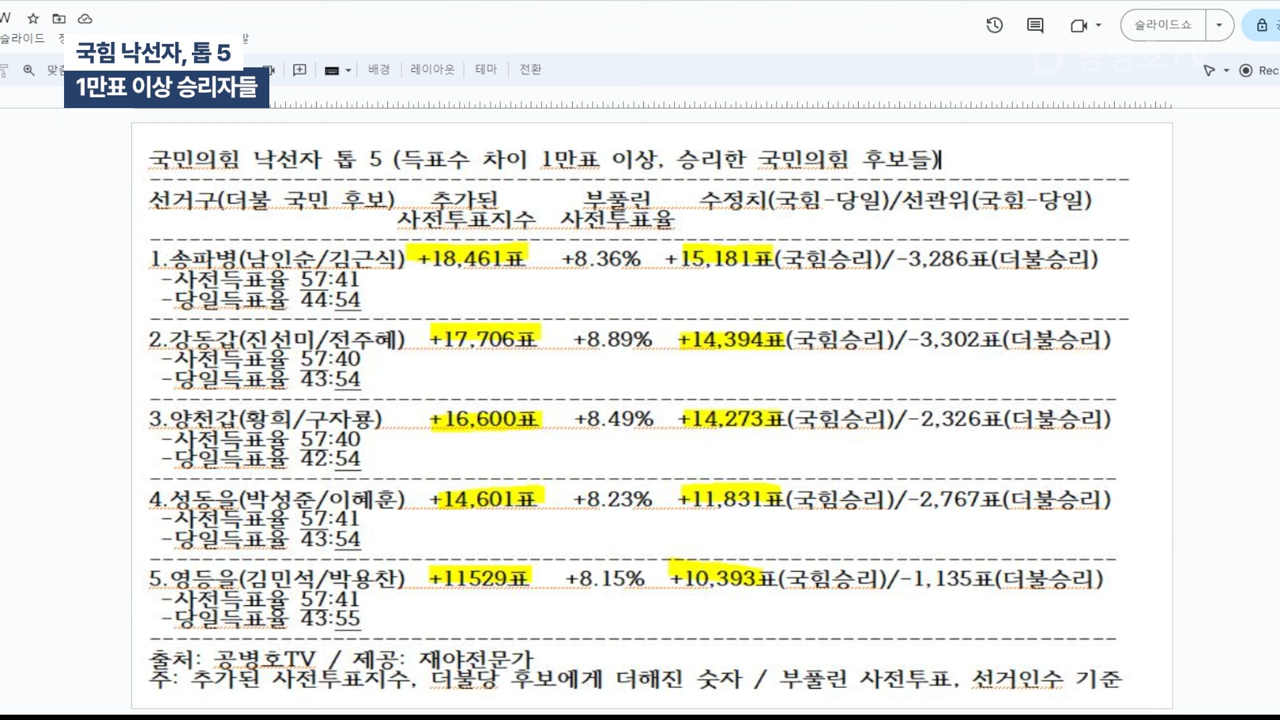 국힘 낙선자, 톱 5
1만표 이상 승리자들
슬라이드쇼
배경 레이아웃 테마 전환
Rec
국민의힘 낙선자 톱 5 (득표수 차이 1만표 이상, 승리한 국민의힘 후보들)
선거구(더불 국민 후보) 추가된 부풀린 수정치(국힘-당일)/선관위(국힘-당일)
사전투표지수 사전투표율
1.송파병(남인순/김근식) +18,461표 +8.36% +15,181표(국힘승리)/-3,286표(더불승리)
-사전득표율 57:41
-당일득표율 44:54
2.강동갑(진선미/전주혜) +17,706표 +8.89% +14,394표(국힘승리)/-3,302표(더불승리)
-사전득표율 57:40
-당일득표율 43:54
3.양천갑(황희/구자룡) +16,600표 +8.49% +14,273표(국힘승리)/-2,326표(더불승리)
-사전득표율 57:40
-당일득표율 42:54
4.성동을(박성준/이혜훈) +14,601표 +8.23% +11,831표(국힘승리)/-2,767표(더불승리)
-사전득표율 57:41
-당일득표율 43:54
5.영등을(김민석/박용찬) +11529표 +8.15% +10,393표(국힘승리)/-1,135표(더불승리)
-사전득표율 57:41
-당일득표율 43:55
출처: 공병호TV / 제공: 재야전문가
주: 추가된 사전투표지수, 더불당 후보에게 더해진 숫자 / 부풀린 사전투표, 선거인수 기준